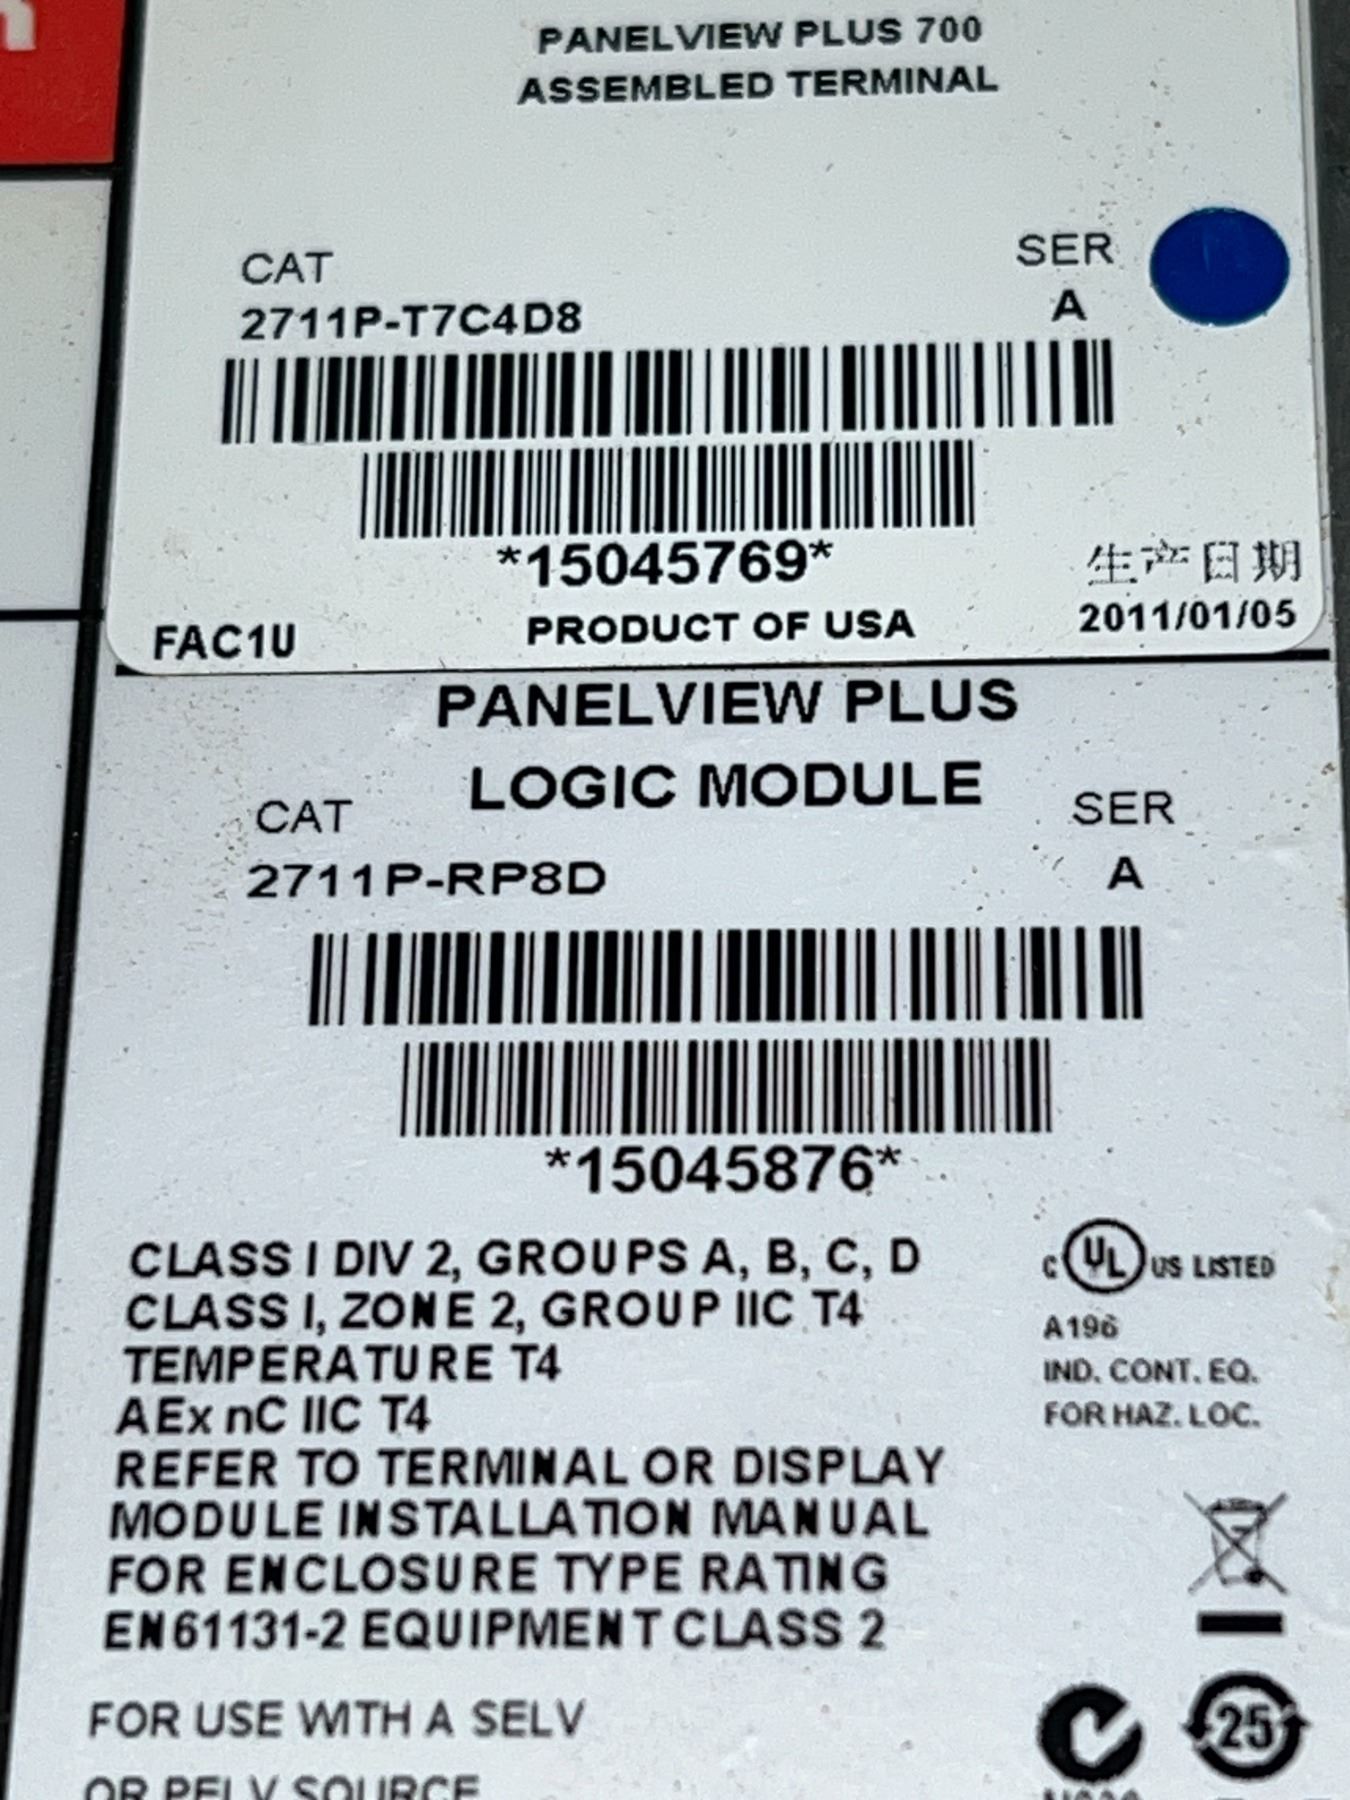 PANELVIEW PLUS 700
ASSEMBLED TERMINAL
CAT
SER
2711P-T7C4D8
A
*15045769*
生产日期
2011/01/05
FAC1U
PRODUCT OF USA
PANELVIEW PLUS
LOGIC MODULE
CAT
SER
2711P-RP8D
A
*15045876*
CLASS I DIV 2, GROUPS A, B, C, D
CLASS I, ZONE 2, GROUP IIC T4
TEMPERATURE T4
AEx nC IIC T4
REFER TO TERMINAL OR DISPLAY
MODULE INSTALLATION MANUAL
FOR ENCLOSURE TYPE RATING
EN61131-2 EQUIPMENT CLASS 2
C UL US LISTED
A196
IND. CONT. EQ.
FOR HAZ. LOC.
FOR USE WITH A SELV
OR PELV SOURCE
25